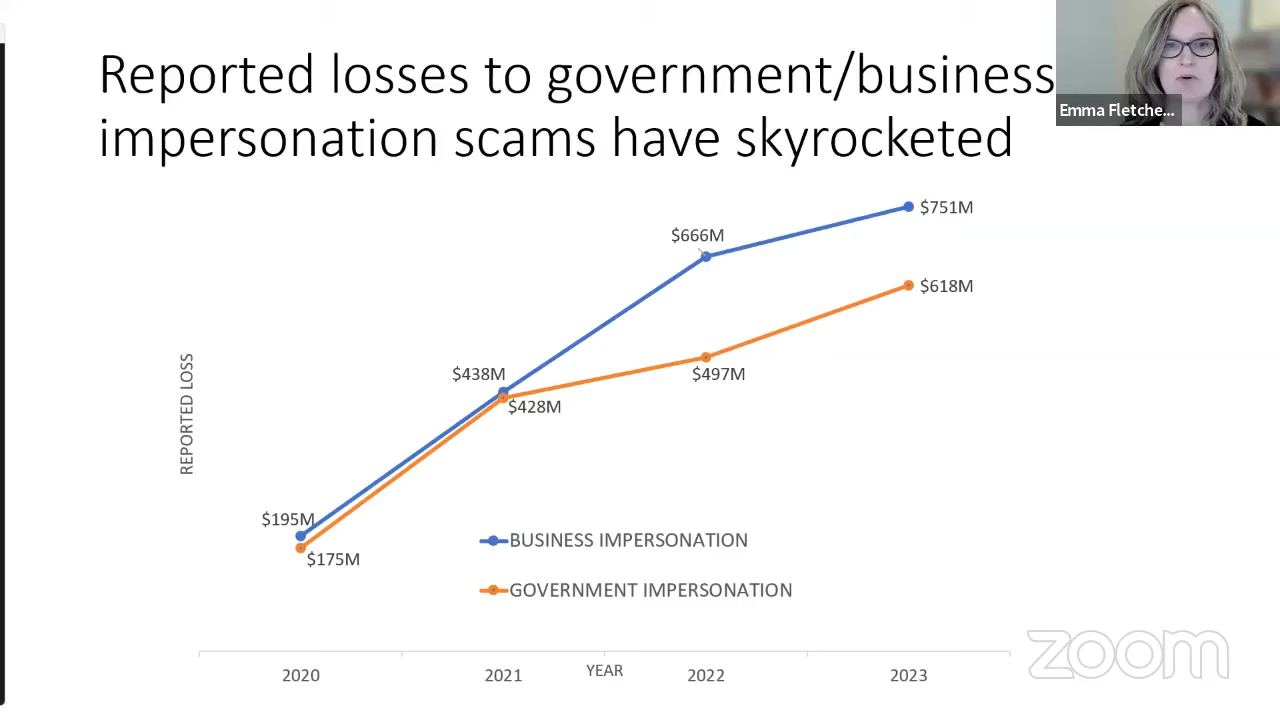 Reported losses to government/business
impersonation scams have skyrocketed
Emma Fletche...
$751M
$666M
$618M
$438M
$497M
$428M
REPORTED LOSS
$195M
$175M
BUSINESS IMPERSONATION
GOVERNMENT IMPERSONATION
2020
2021
YEAR
2022
2023
zoom